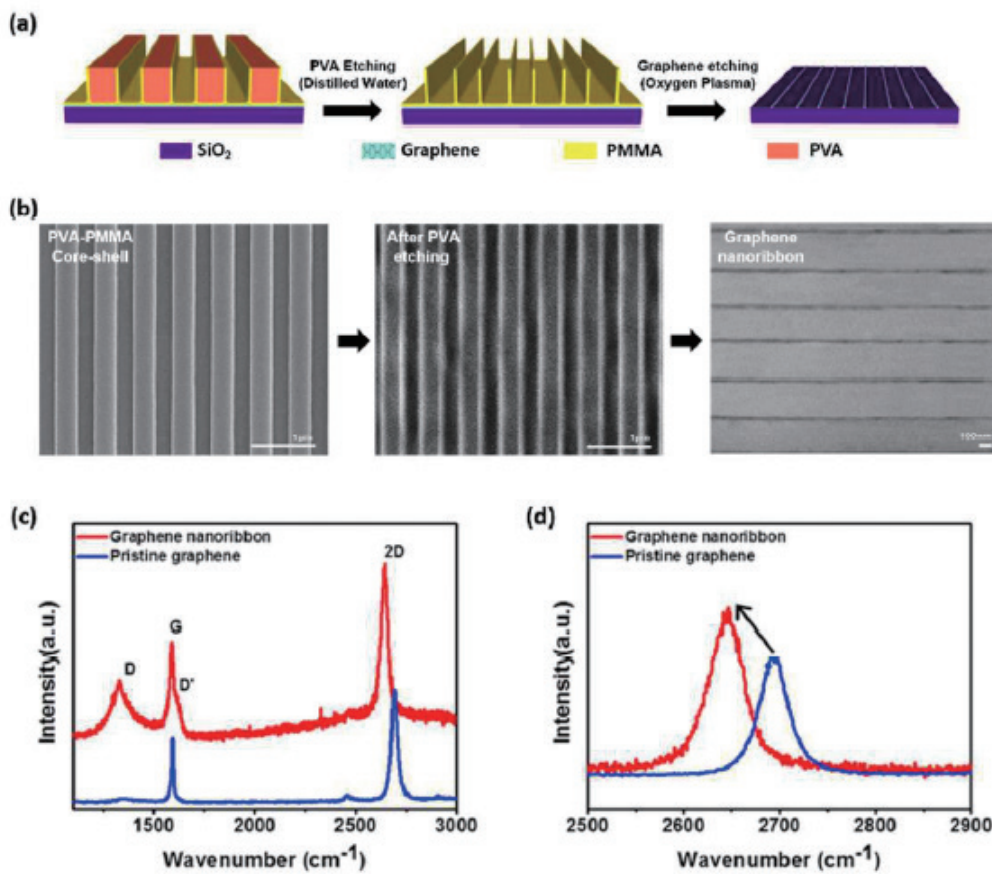 (a)
PVA Etching
(Distilled Water)
Graphene etching
(Oxygen Plasma)
SiO₂
Graphene
PMMA
PVA
(b)
PVA-PMMA
Core-shell
1μm
After PVA
etching
1μm
Graphene
nanoribbon
100nm
(c)
Graphene nanoribbon
Pristine graphene
2D
G
D
D'
Intensity(a.u.)
1500
2000
2500
3000
Wavenumber (cm⁻¹)
(d)
Graphene nanoribbon
Pristine graphene
Intensity(a.u.)
2500
2600
2700
2800
2900
Wavenumber (cm⁻¹)